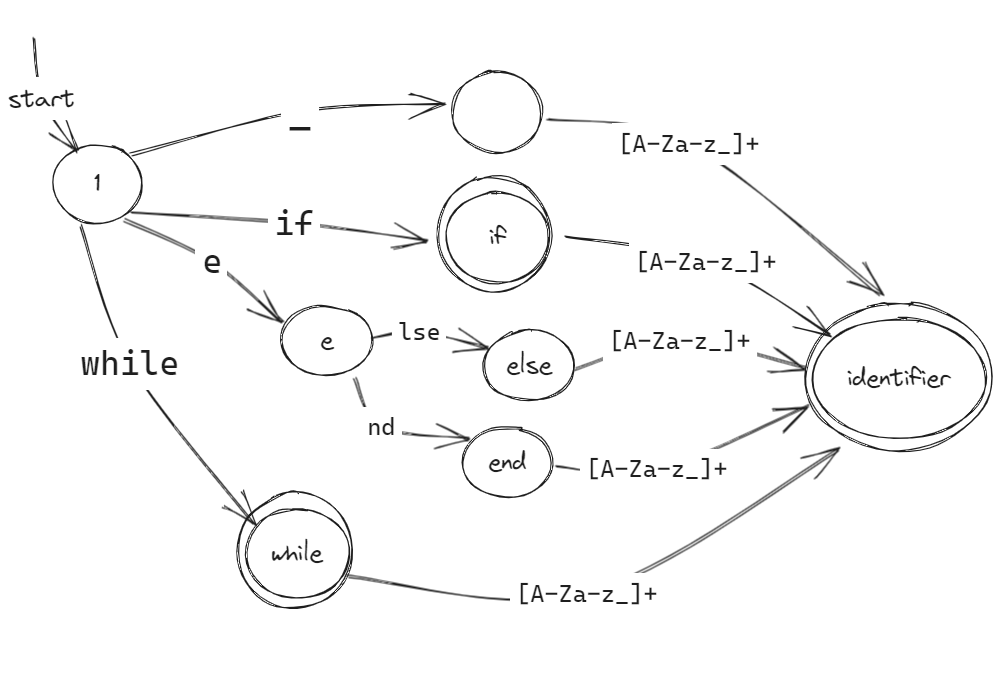 start
1
_
[A-Za-z_]+
if
if
[A-Za-z_]+
e
e
lse
else
[A-Za-z_]+
identifier
while
nd
end
[A-Za-z_]+
while
[A-Za-z_]+